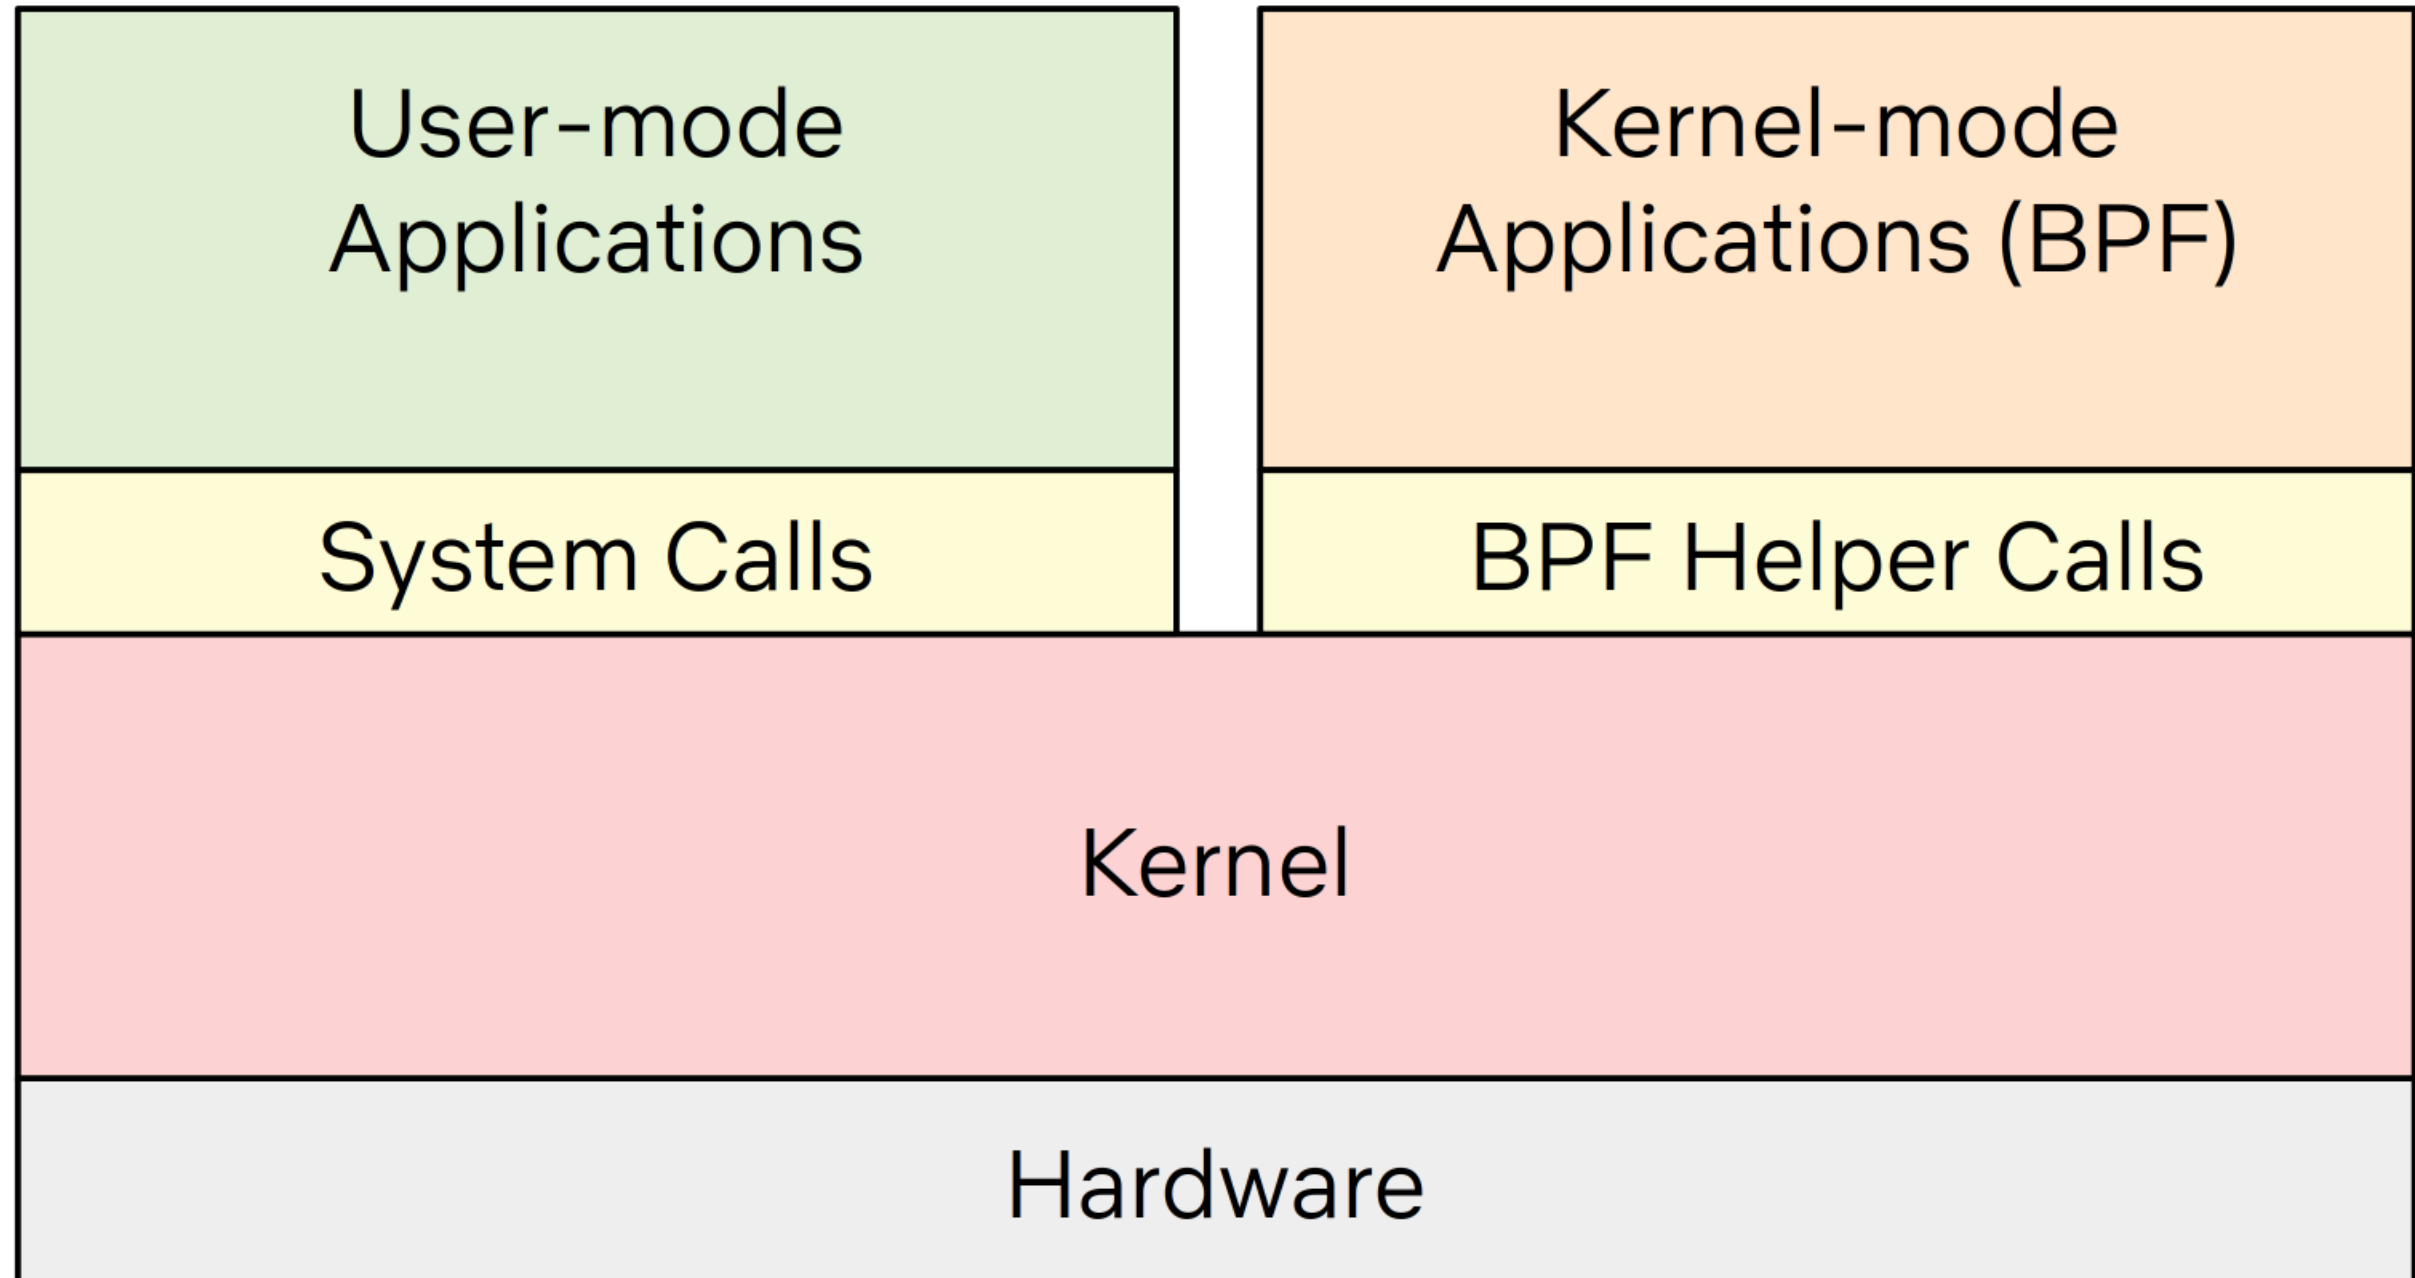 User-mode
Applications
Kernel-mode
Applications (BPF)
System Calls
BPF Helper Calls
Kernel
Hardware